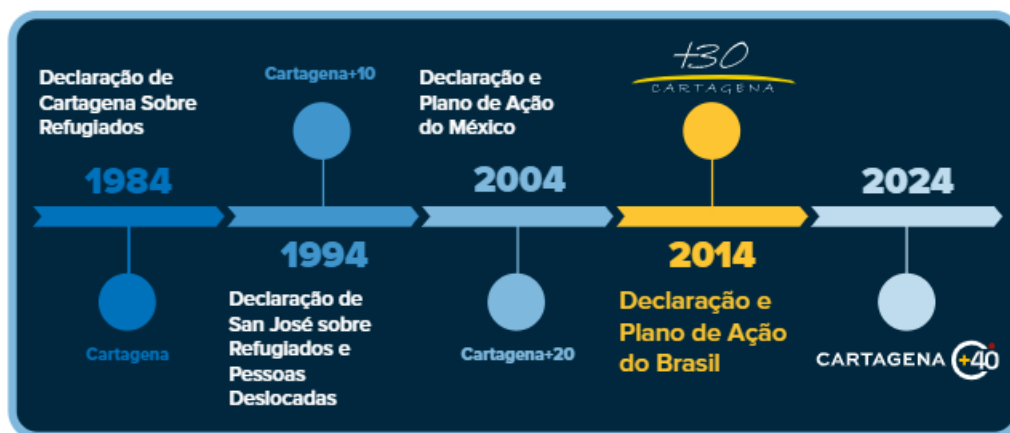 Declaração de
Cartagena Sobre
Refugiados
1984
Cartagena
Cartagena+10
1994
Declaração de
San José sobre
Refugiados e
Pessoas
Deslocadas
Declaração e
Plano de Ação
do México
2004
Cartagena+20
+30
CARTAGENA
2014
Declaração e
Plano de Ação
do Brasil
2024
CARTAGENA +40